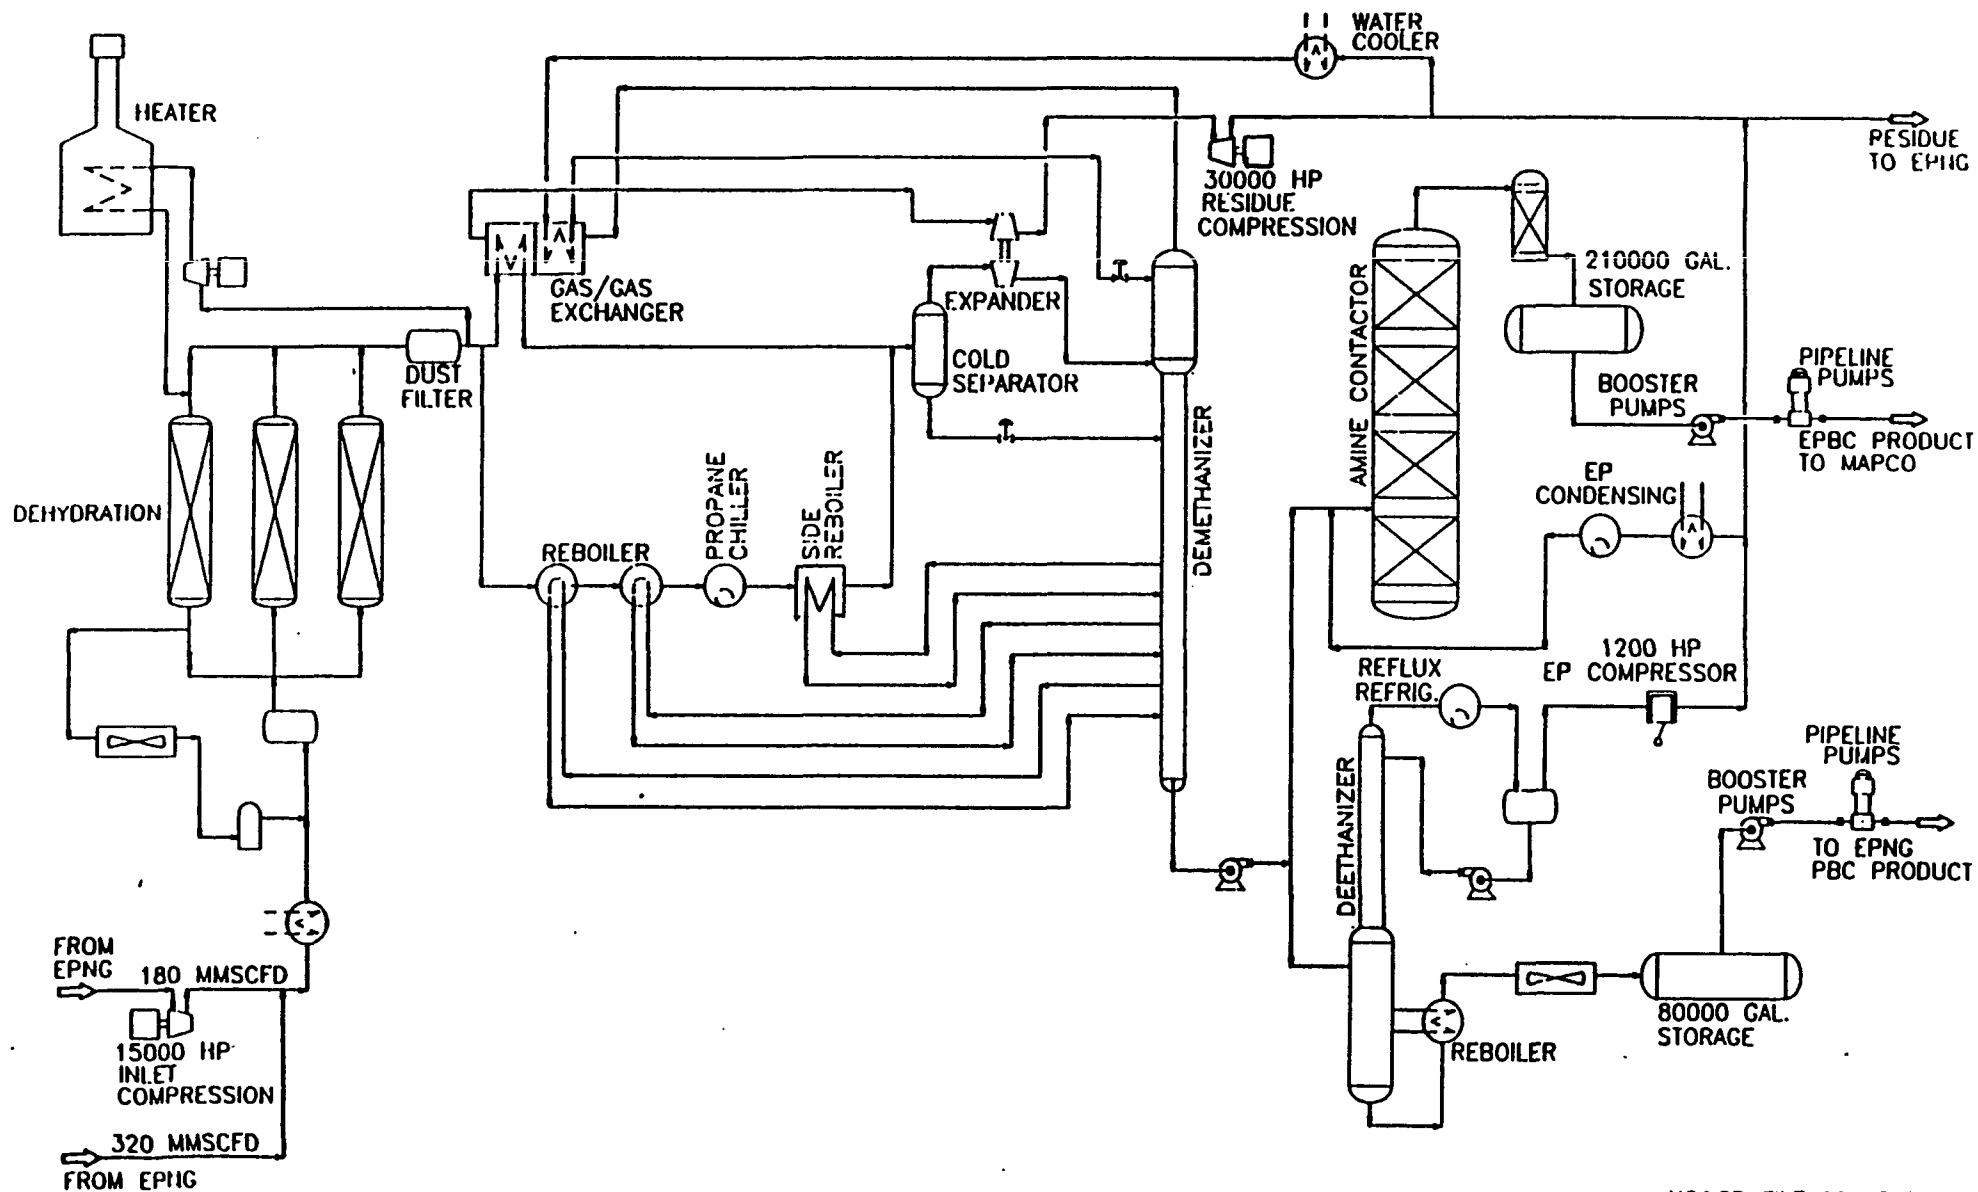 WATER
COOLER
HEATER
RESIDUE
TO EPNG
30000 HP
RESIDUE
COMPRESSION
GAS/GAS
EXCHANGER
EXPANDER
210000 GAL.
STORAGE
AMINE CONTACTOR
DUST
FILTER
COLD
SEPARATOR
PIPELINE
PUMPS
BOOSTER
PUMPS
EPBC PRODUCT
TO MAPCO
DEMETHANIZER
EP
CONDENSING
DEHYDRATION
REBOILER
PROPANE
CHILLER
SIDE
REBOILER
1200 HP
EP COMPRESSOR
REFLUX
REFRIG.
PIPELINE
PUMPS
BOOSTER
PUMPS
DEETHANIZER
TO EPNG
PBC PRODUCT
FROM
EPNG
180 MMSCFD
15000 HP
INLET
COMPRESSION
80000 GAL.
STORAGE
REBOILER
320 MMSCFD
FROM EPNG